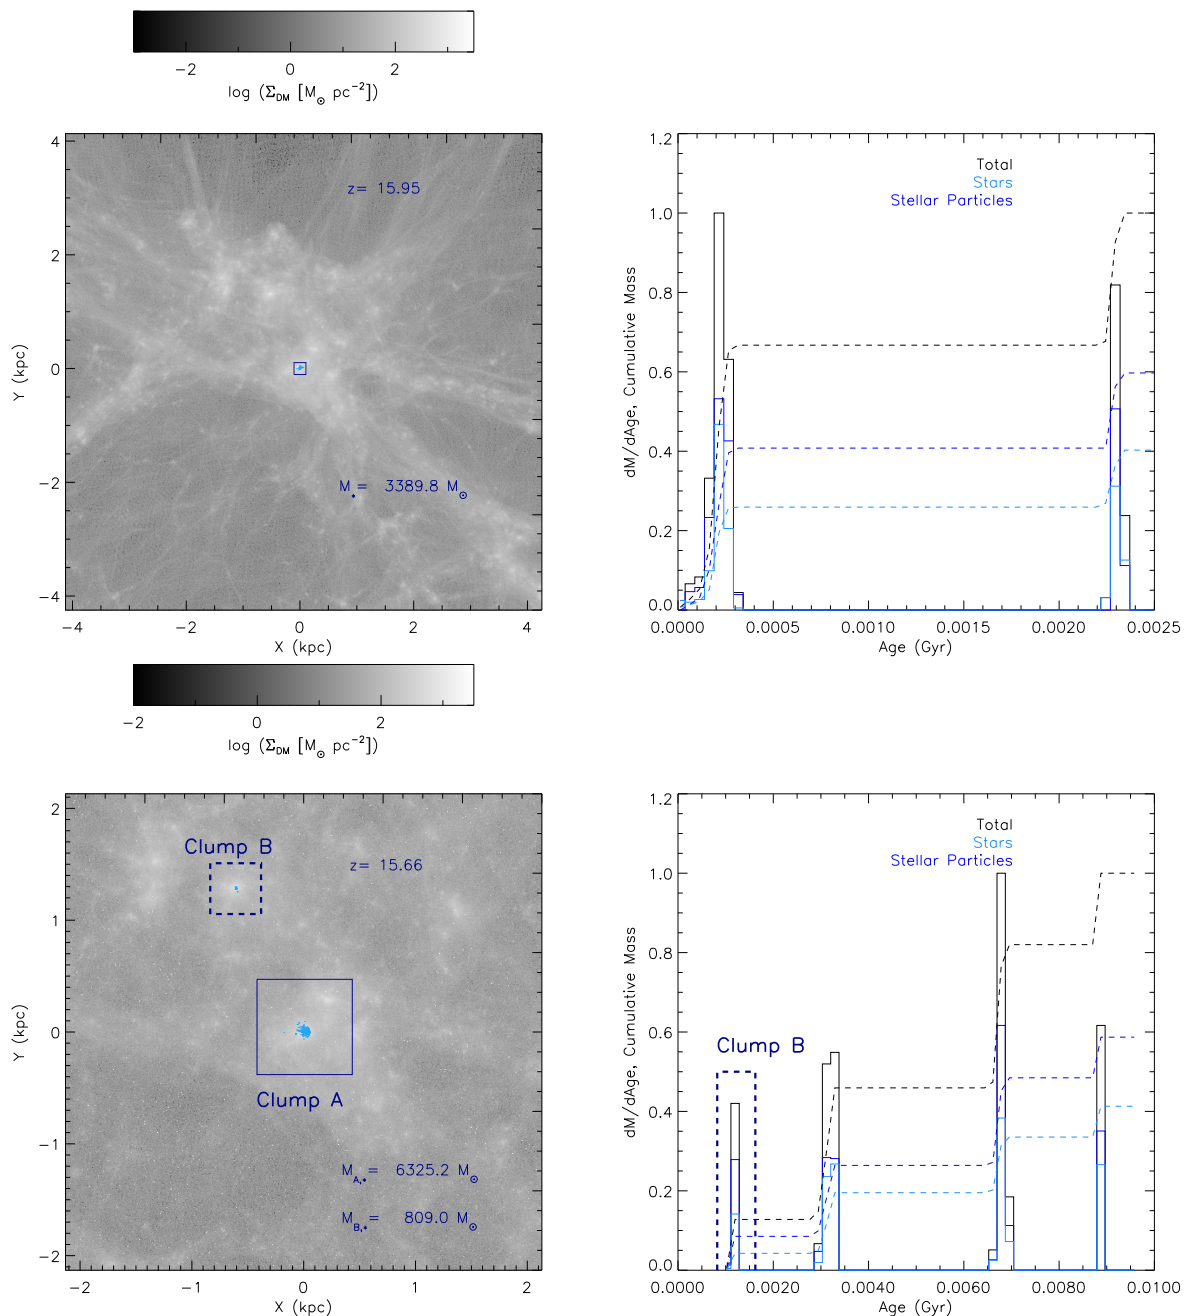 −2 0 2
log (Σ_DM [M_⊙ pc^−2])
4
2
0
−2
−4
Y (kpc)
z= 15.95
M_* = 3389.8 M_⊙
−4 −2 0 2 4
X (kpc)
1.2
1.0
0.8
0.6
0.4
0.2
0.0
dM/dAge, Cumulative Mass
Total
Stars
Stellar Particles
0.0000 0.0005 0.0010 0.0015 0.0020 0.0025
Age (Gyr)
−2 0 2
log (Σ_DM [M_⊙ pc^−2])
2
1
0
−1
−2
Y (kpc)
Clump B
z= 15.66
Clump A
M_A,*= 6325.2 M_⊙
M_B,*= 809.0 M_⊙
−2 −1 0 1 2
X (kpc)
1.2
1.0
0.8
0.6
0.4
0.2
0.0
dM/dAge, Cumulative Mass
Total
Stars
Stellar Particles
Clump B
0.0000 0.0020 0.0040 0.0060 0.0080 0.0100
Age (Gyr)